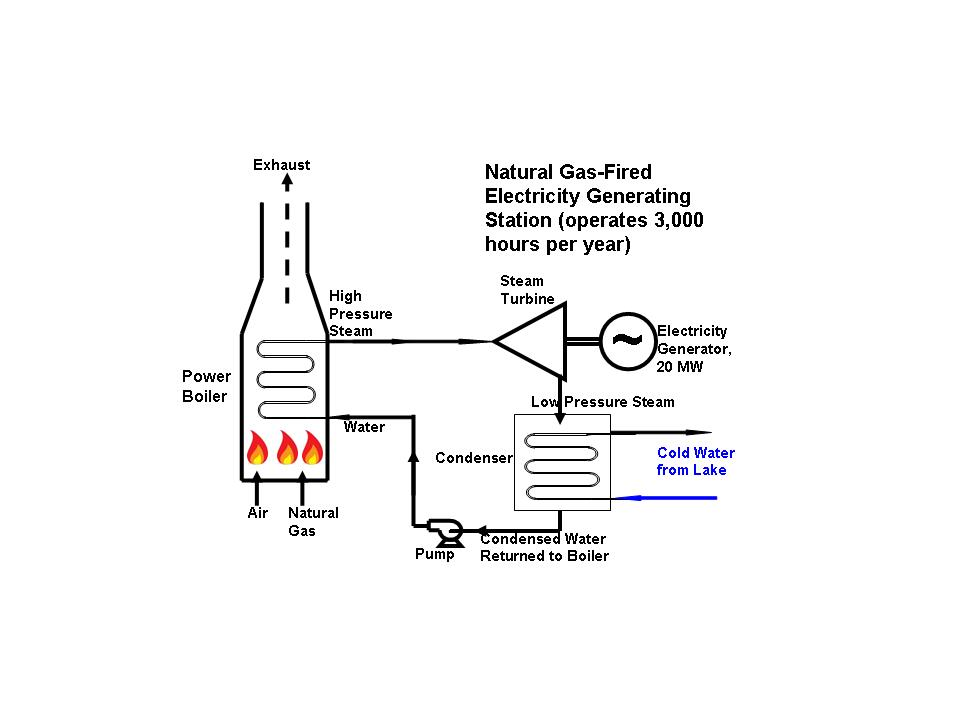 Exhaust
Natural Gas-Fired
Electricity Generating
Station (operates 3,000
hours per year)
Steam
Turbine
High
Pressure
Steam
Electricity
Generator,
20 MW
Power
Boiler
Low Pressure Steam
Water
Condenser
Cold Water
from Lake
Air
Natural
Gas
Pump
Condensed Water
Returned to Boiler